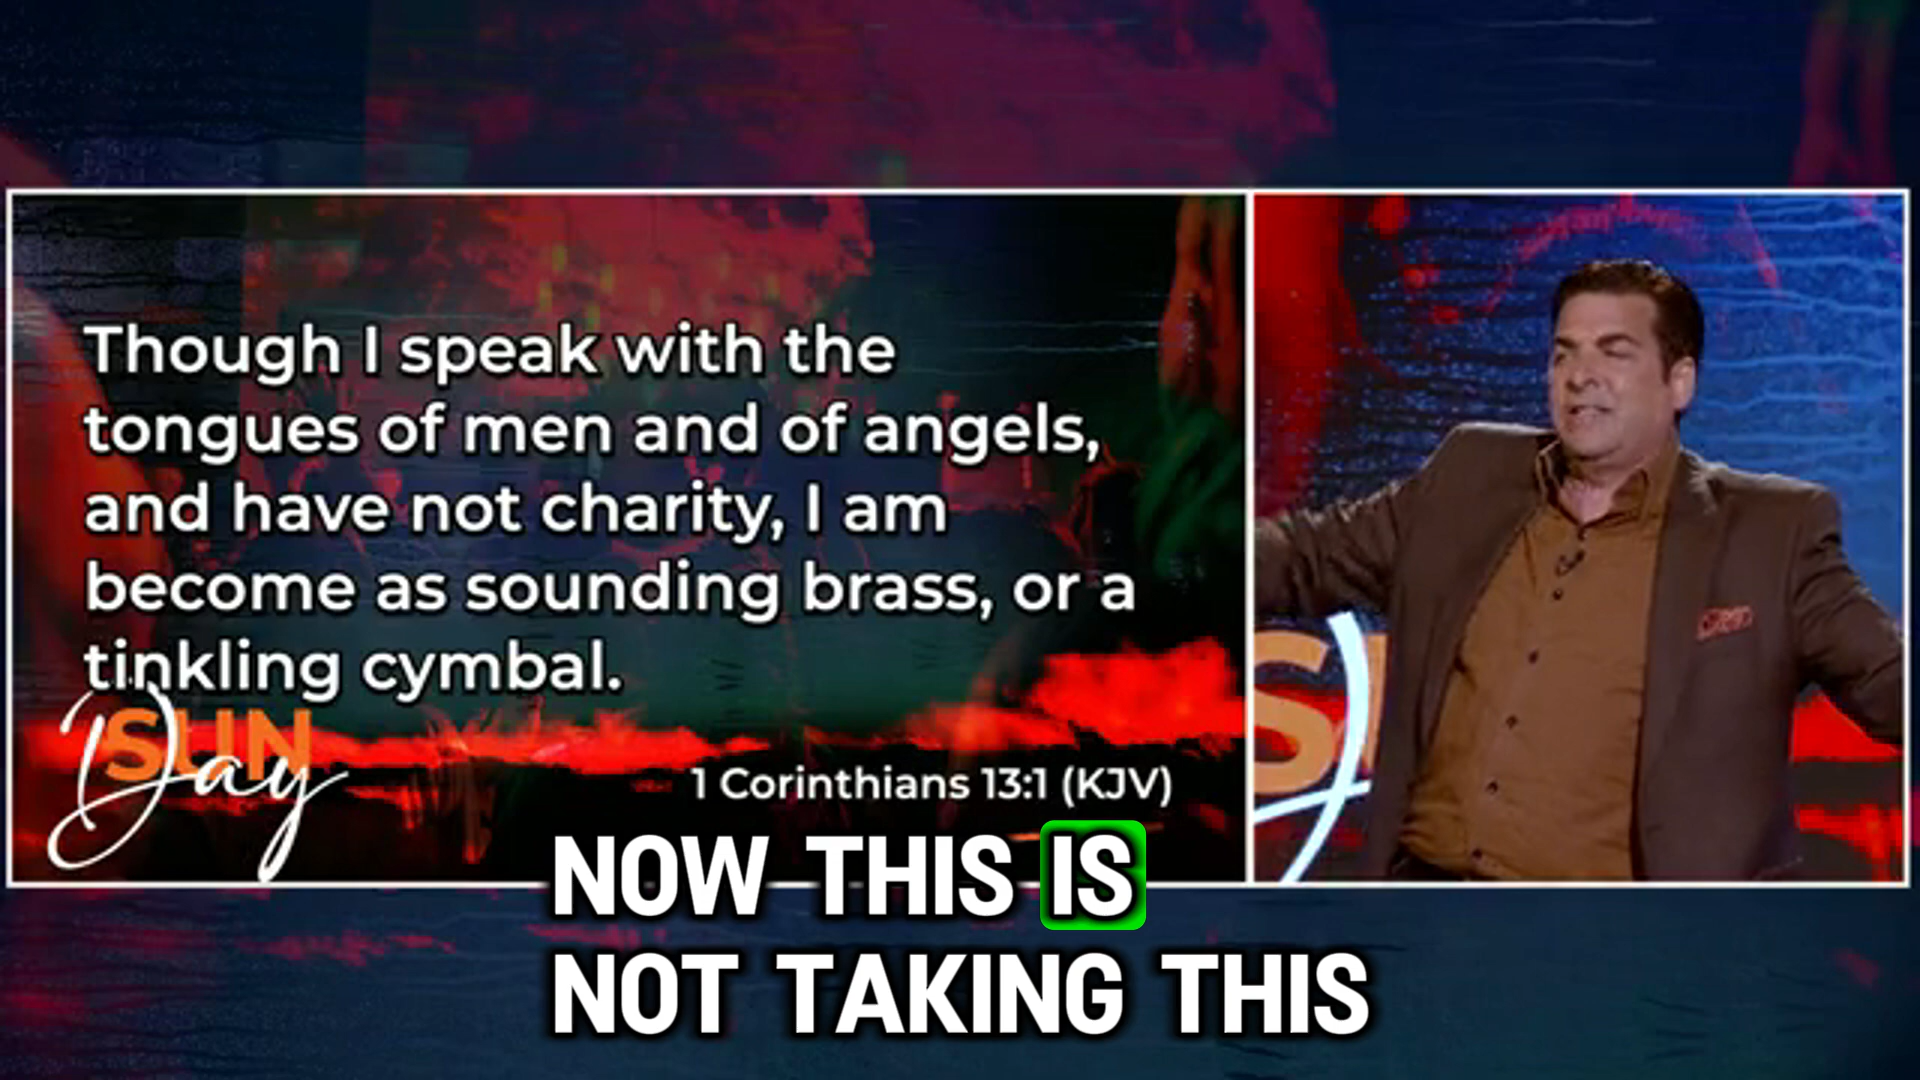 Though I speak with the
tongues of men and of angels,
and have not charity, I am
become as sounding brass, or a
tinkling cymbal.
SUN
Day
1 Corinthians 13:1 (KJV)
S
NOW THIS IS
NOT TAKING THIS